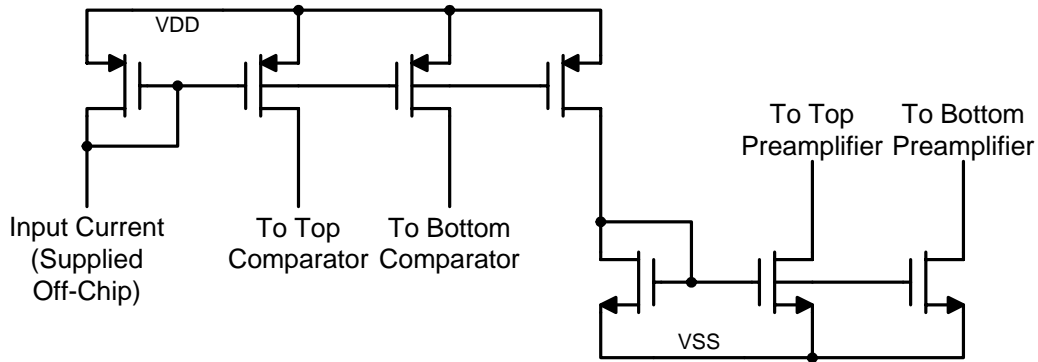 VDD
To Top
Preamplifier
To Bottom
Preamplifier
Input Current
(Supplied
Off-Chip)
To Top
Comparator
To Bottom
Comparator
VSS